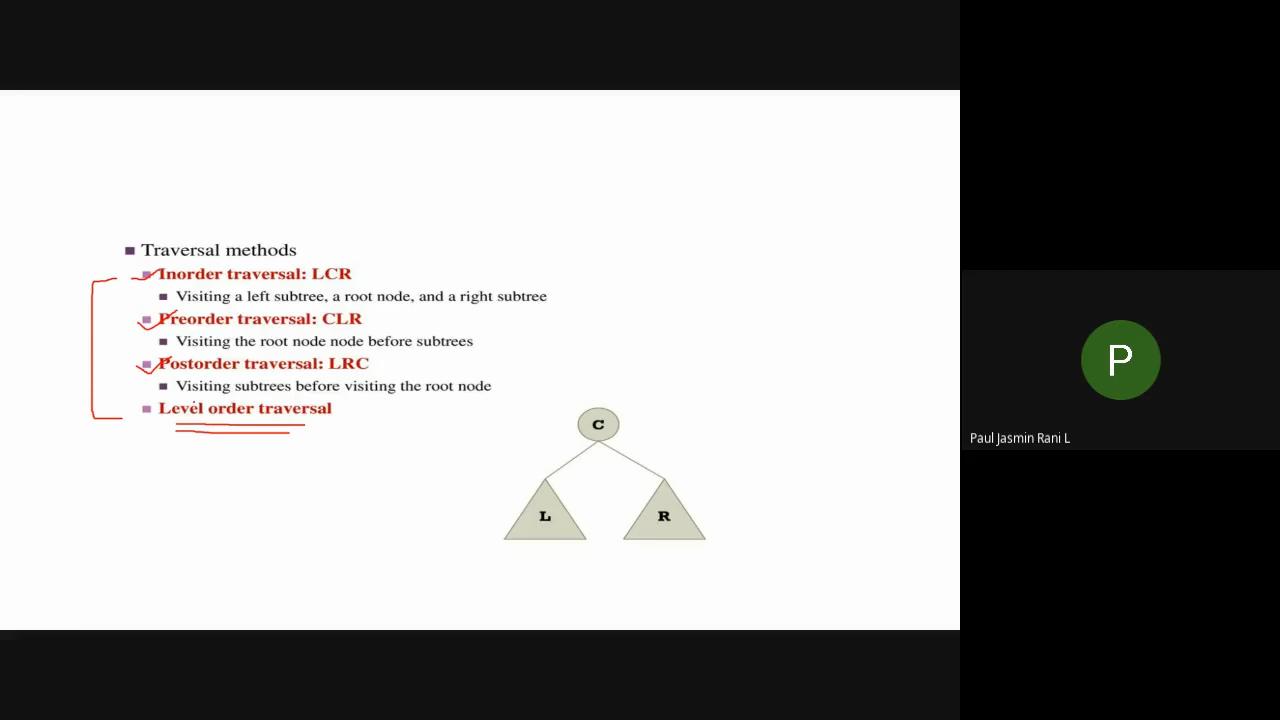 Traversal methods
Inorder traversal: LCR
Visiting a left subtree, a root node, and a right subtree
Preorder traversal: CLR
Visiting the root node node before subtrees
Postorder traversal: LRC
Visiting subtrees before visiting the root node
Level order traversal
C
L R
P
Paul Jasmin Rani L